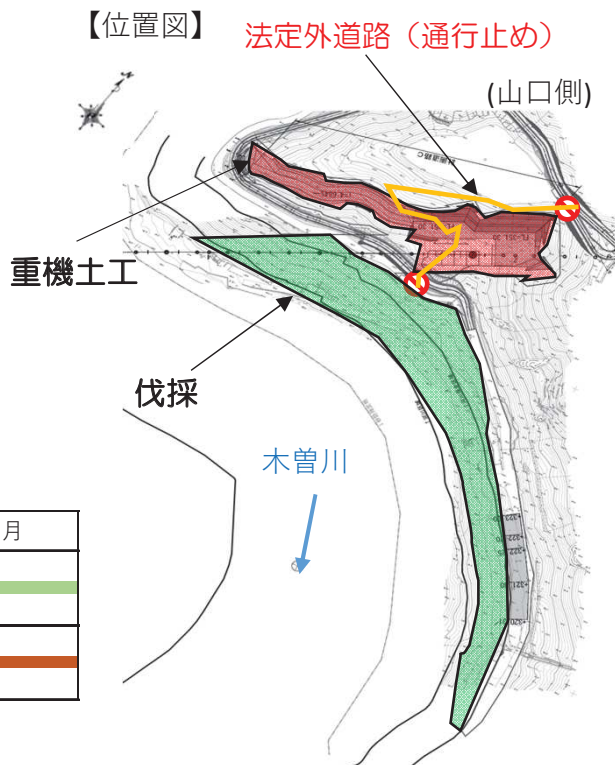 【位置図】
法定外道路（通行止め）
(山口側)
重機土工
伐採
木曽川
月